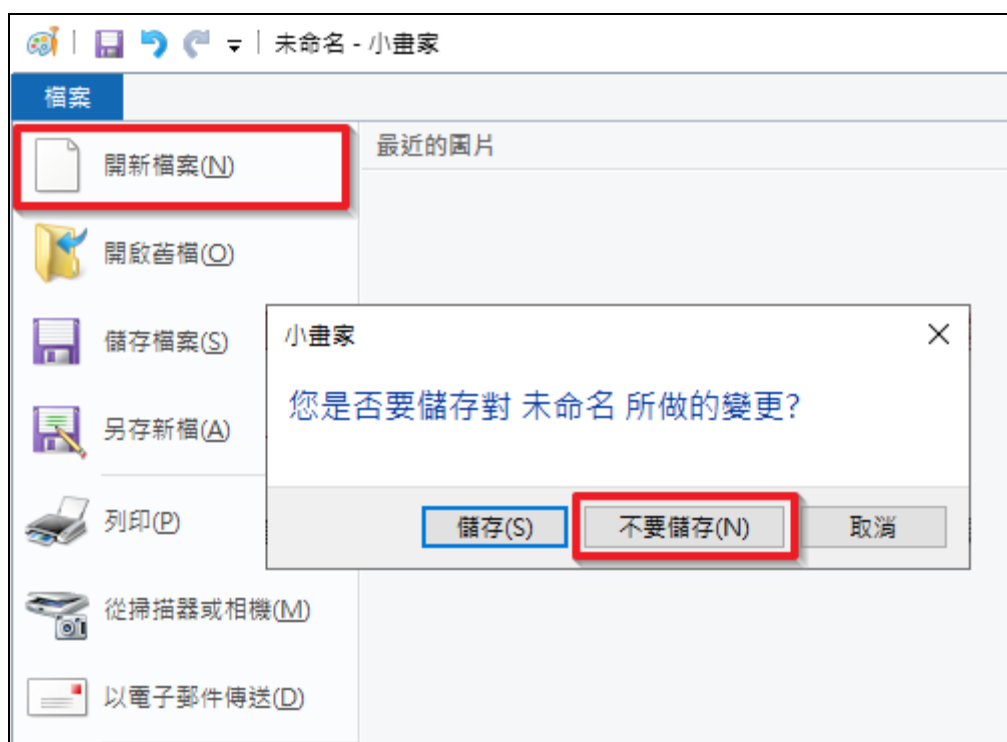 未命名 - 小畫家
檔案
最近的圖片
開新檔案(N)
開啟舊檔(O)
儲存檔案(S)
另存新檔(A)
列印(P)
從掃描器或相機(M)
以電子郵件傳送(D)
小畫家
您是否要儲存對 未命名 所做的變更?
儲存(S)
不要儲存(N)
取消